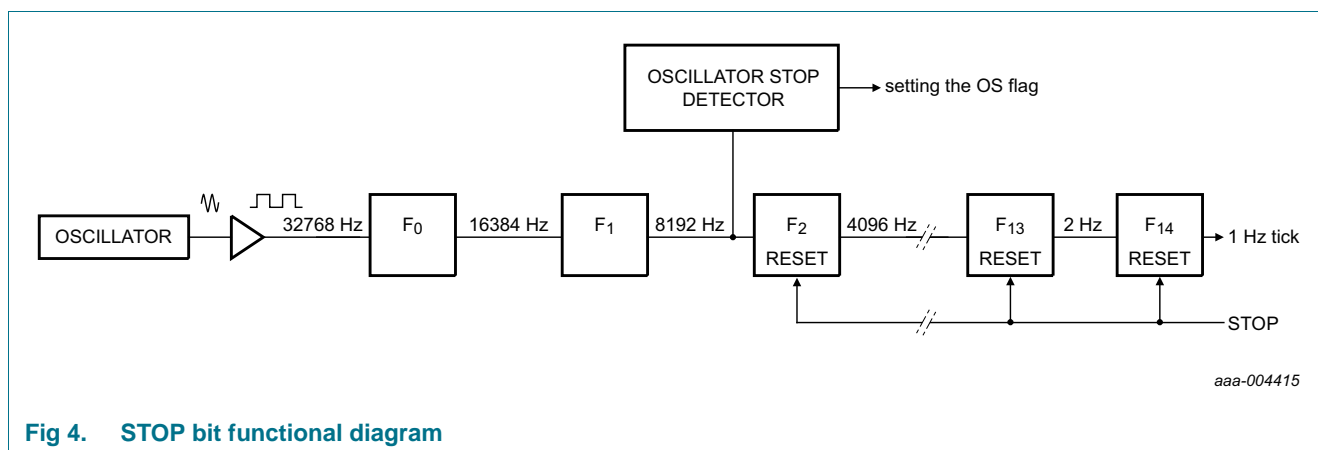 OSCILLATOR STOP
DETECTOR
setting the OS flag
OSCILLATOR
32768 Hz
F0
16384 Hz
F1
8192 Hz
F2
RESET
4096 Hz
F13
RESET
2 Hz
F14
RESET
1 Hz tick
STOP
aaa-004415
Fig 4. STOP bit functional diagram